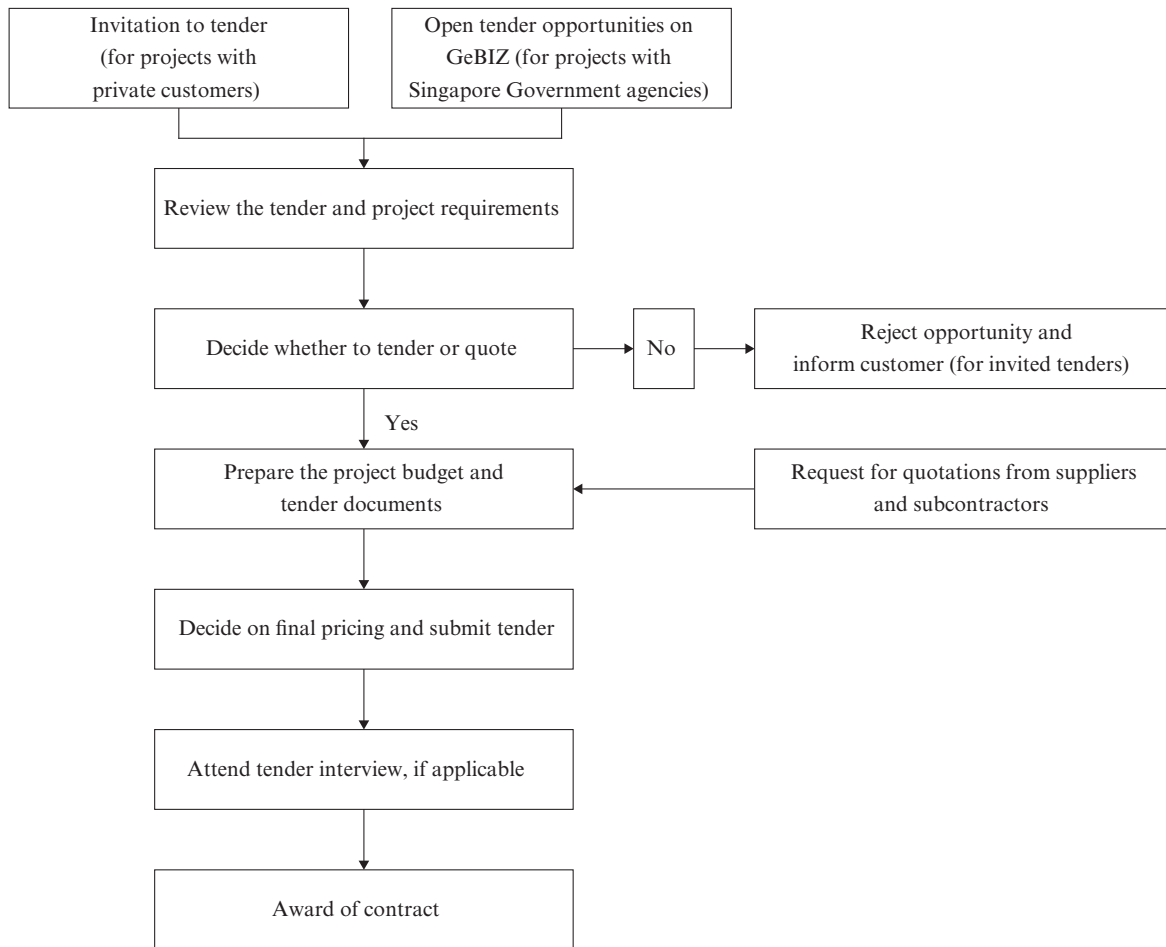 Invitation to tender
(for projects with
private customers)
Open tender opportunities on
GeBIZ (for projects with
Singapore Government agencies)
Review the tender and project requirements
Decide whether to tender or quote
No
Reject opportunity and
inform customer (for invited tenders)
Yes
Prepare the project budget and
tender documents
Request for quotations from suppliers
and subcontractors
Decide on final pricing and submit tender
Attend tender interview, if applicable
Award of contract